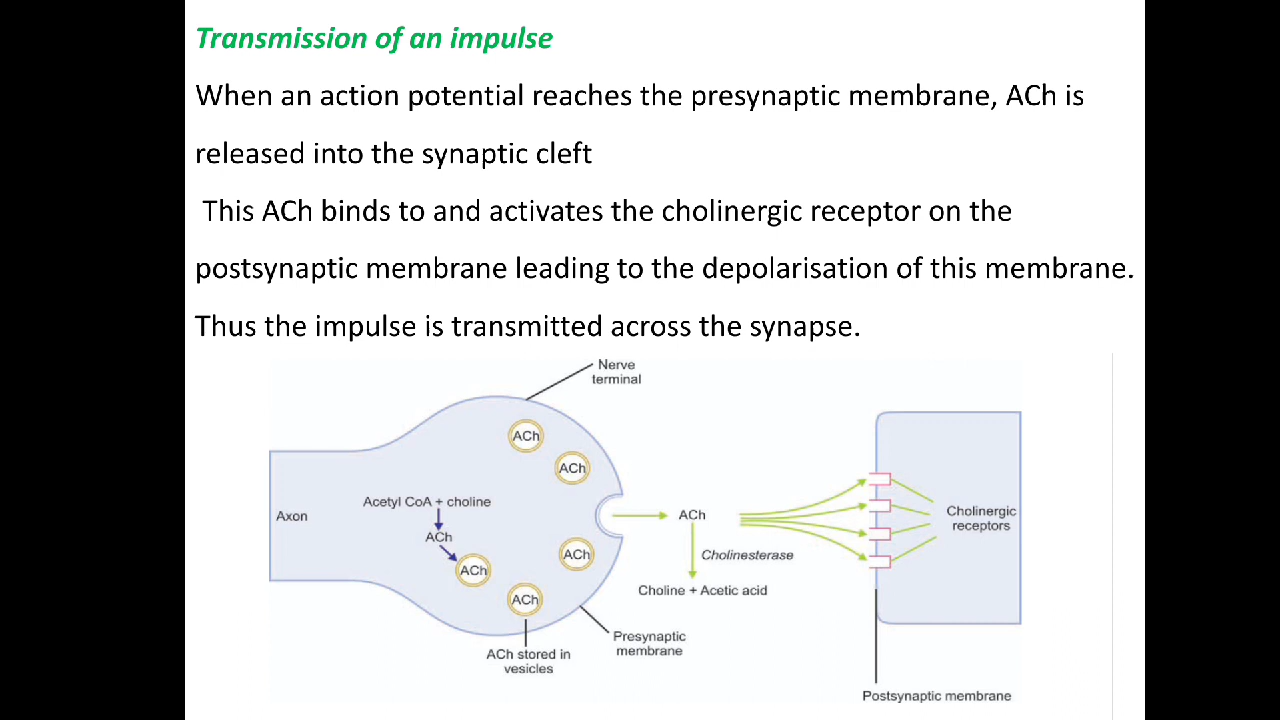 Transmission of an impulse
When an action potential reaches the presynaptic membrane, ACh is
released into the synaptic cleft
This ACh binds to and activates the cholinergic receptor on the
postsynaptic membrane leading to the depolarisation of this membrane.
Thus the impulse is transmitted across the synapse.
Nerve
terminal
ACh
ACh
Acetyl CoA + choline
Axon
ACh
ACh
ACh
ACh
ACh
Cholinesterase
Choline + Acetic acid
Cholinergic
receptors
Presynaptic
membrane
ACh stored in
vesicles
Postsynaptic membrane